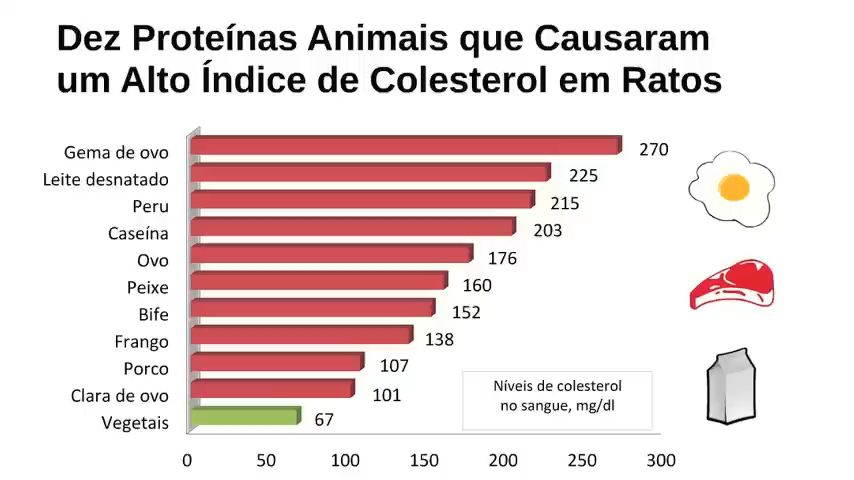 Dez Proteínas Animais que Causaram
um Alto Índice de Colesterol em Ratos
Gema de ovo 270
Leite desnatado 225
Peru 215
Caseína 203
Ovo 176
Peixe 160
Bife 152
Frango 138
Porco 107
Clara de ovo 101
Vegetais 67
Níveis de colesterol
no sangue, mg/dl
0 50 100 150 200 250 300